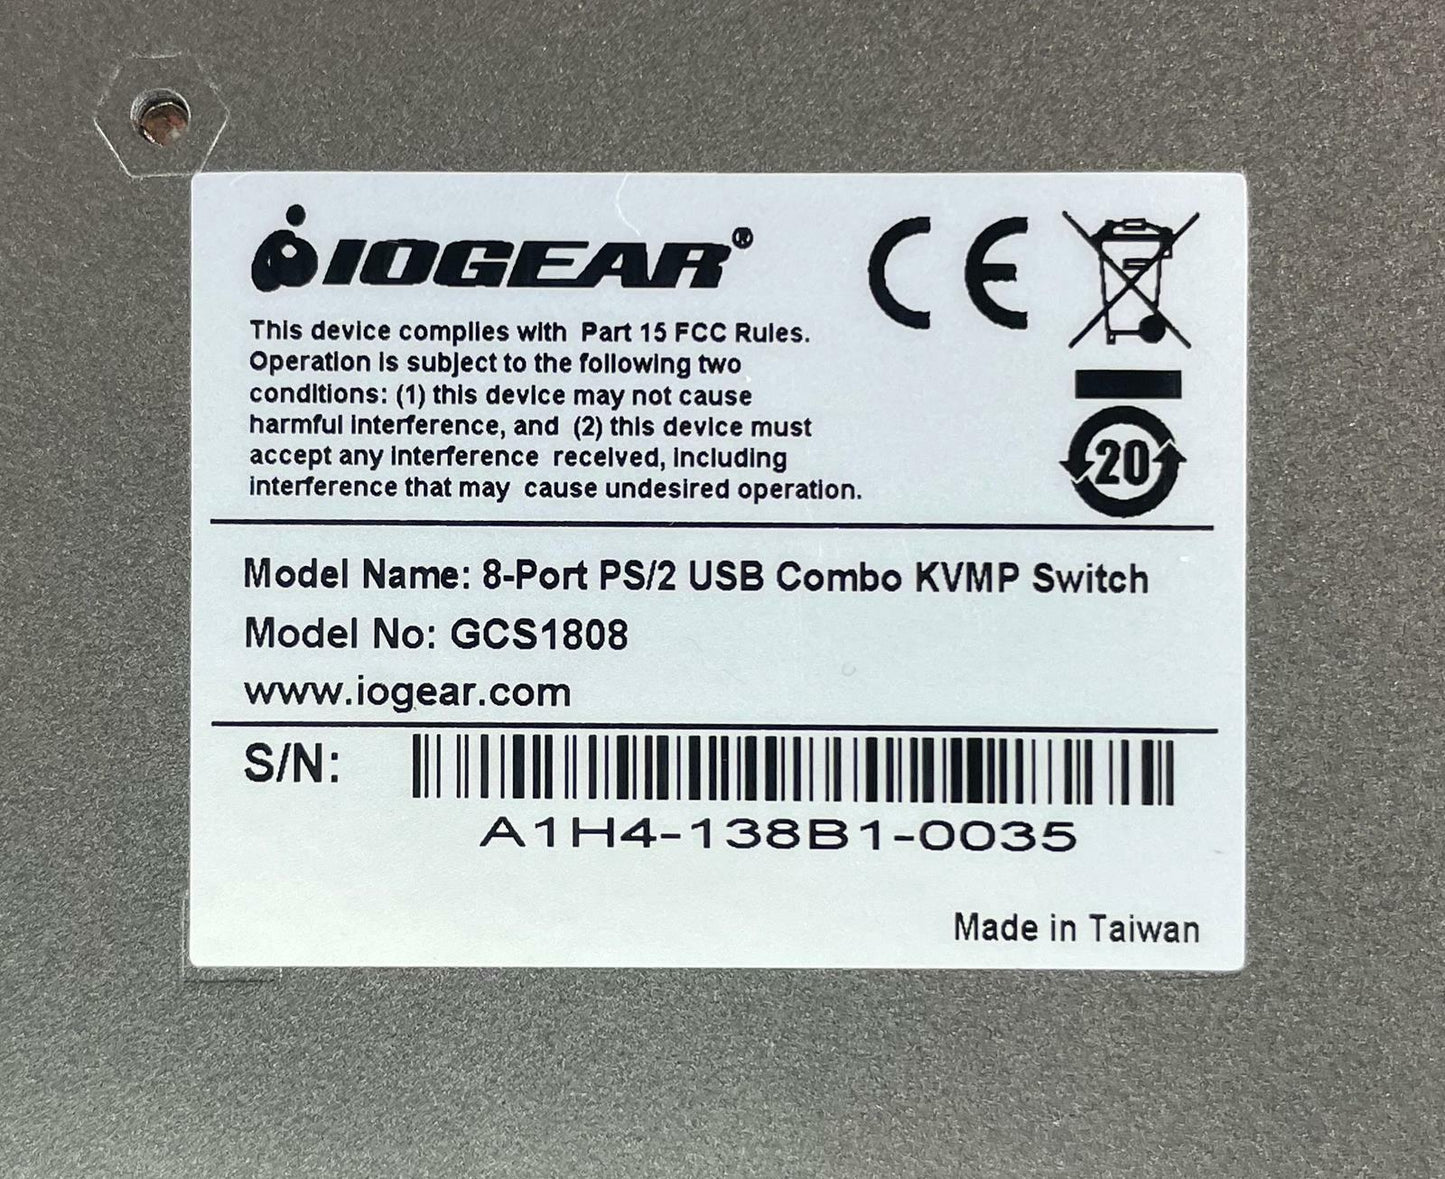 IOGEAR®
CE
This device complies with Part 15 FCC Rules.
Operation is subject to the following two
conditions: (1) this device may not cause
harmful interference, and (2) this device must
accept any interference received, including
interference that may cause undesired operation.
20
Model Name: 8-Port PS/2 USB Combo KVMP Switch
Model No: GCS1808
www.iogear.com
S/N:
A1H4-138B1-0035
Made in Taiwan